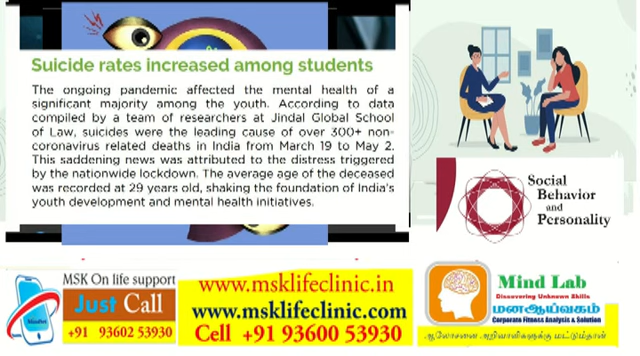 Suicide rates increased among students
The ongoing pandemic affected the mental health of a
significant majority among the youth. According to data
compiled by a team of researchers at Jindal Global School
of Law, suicides were the leading cause of over 300+ non-
coronavirus related deaths in India from March 19 to May 2.
This saddening news was attributed to the distress triggered
by the nationwide lockdown. The average age of the deceased
was recorded at 29 years old, shaking the foundation of India's
youth development and mental health initiatives.
Social
Behavior
and
Personality
MSK On life support
Just Call
+91 93602 53930
www.msklifeclinic.in
www.msklifeclinic.com
Cell +91 93600 53930
Mind Lab
Discovering Unknown Skills
மனஆய்வகம்
Corporate Fitness Analysis & Solution
ஆலோசனை அறிவாளிகளுக்கு மட்டும்தான்